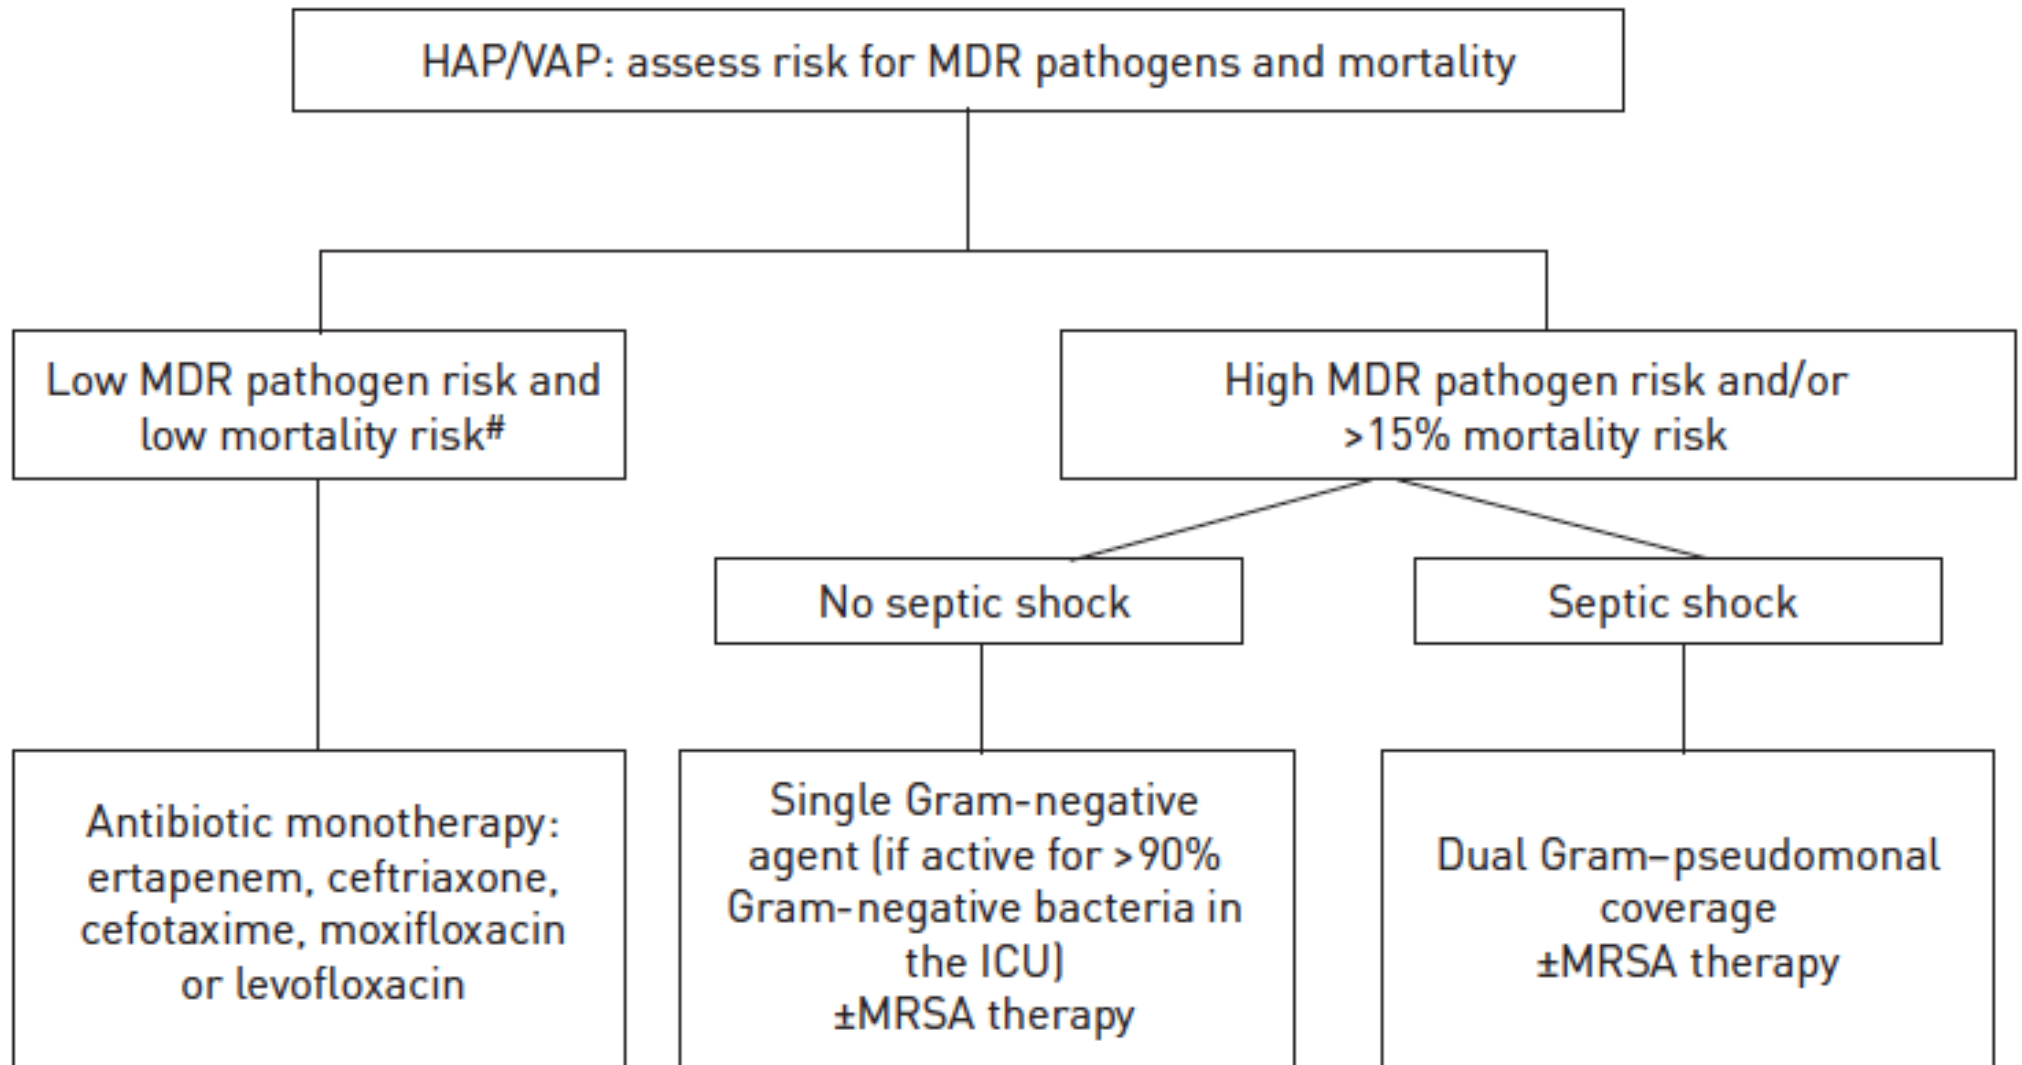 HAP/VAP: assess risk for MDR pathogens and mortality
Low MDR pathogen risk and
low mortality risk#
High MDR pathogen risk and/or
>15% mortality risk
No septic shock
Septic shock
Antibiotic monotherapy:
ertapenem, ceftriaxone,
cefotaxime, moxifloxacin
or levofloxacin
Single Gram-negative
agent (if active for >90%
Gram-negative bacteria in
the ICU)
±MRSA therapy
Dual Gram–pseudomonal
coverage
±MRSA therapy